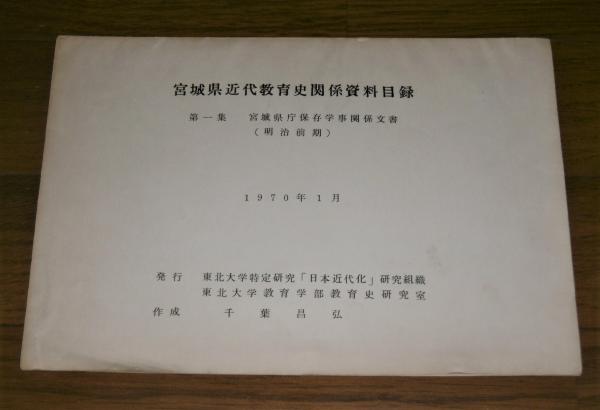 宮城県近代教育史関係資料目録
第一集 宮城県庁保存学事関係文書
(明治前期)
1970年1月
発行 東北大学特定研究「日本近代化」研究組織
東北大学教育学部教育史研究室
作成 千葉昌弘